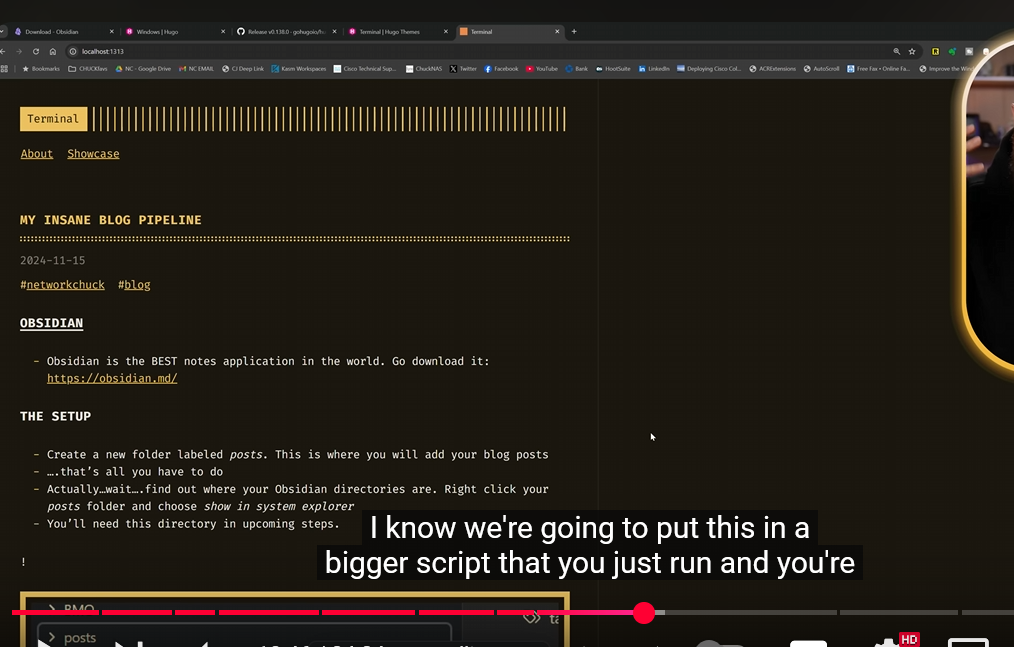 Download - Obsidian
Windows | Hugo
Release v0.138.0 · gohugoio/h
Terminal | Hugo Themes
Terminal
localhost:1313
Bookmarks
CHUCKfavs
NC - Google Drive
NC EMAIL
CJ Deep Link
Kasm Workspaces
Cisco Technical Sup...
ChuckNAS
Twitter
Facebook
YouTube
Bank
HootSuite
LinkedIn
Deploying Cisco Col...
ACRExtensions
AutoScroll
Free Fax • Online Fa...
Improve the
Terminal
About Showcase
MY INSANE BLOG PIPELINE
2024-11-15
#networkchuck #blog
OBSIDIAN
- Obsidian is the BEST notes application in the world. Go download it:
https://obsidian.md/
THE SETUP
- Create a new folder labeled posts. This is where you will add your blog posts
- ….that’s all you have to do
- Actually…wait….find out where your Obsidian directories are. Right click your
posts folder and choose show in system explorer
- You’ll need this directory in upcoming steps.
I know we're going to put this in a
bigger script that you just run and you're
!
BMO
posts
HD